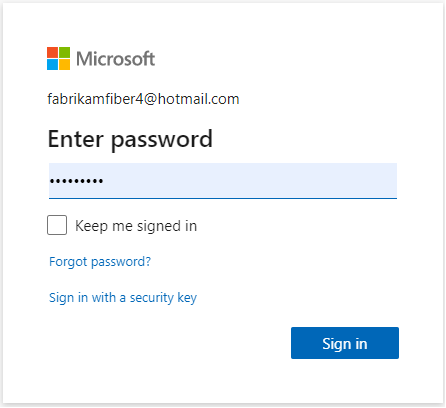 Microsoft
fabrikamfiber4@hotmail.com
Enter password
•••••••••
Keep me signed in
Forgot password?
Sign in with a security key
Sign in